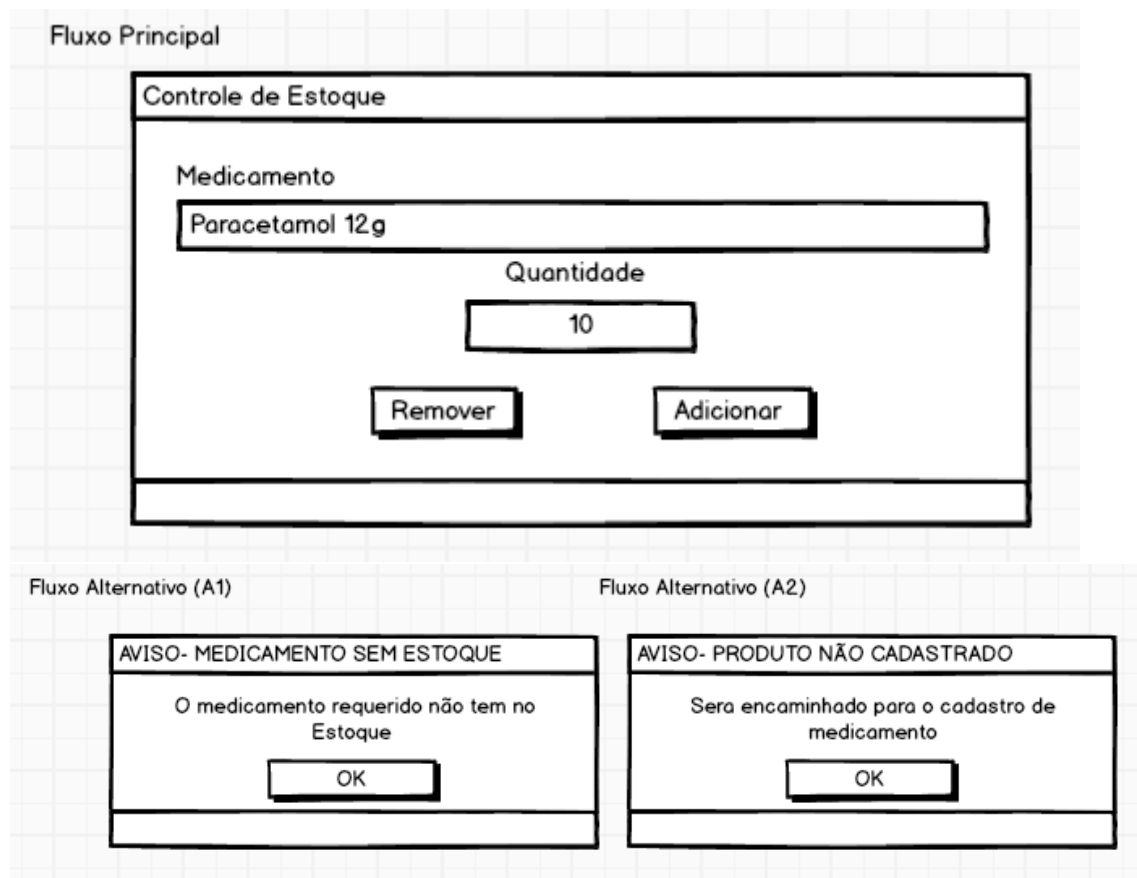 Fluxo Principal
Controle de Estoque
Medicamento
Paracetamol 12g
Quantidade
10
Remover
Adicionar
Fluxo Alternativo (A1)
AVISO- MEDICAMENTO SEM ESTOQUE
O medicamento requerido não tem no
Estoque
OK
Fluxo Alternativo (A2)
AVISO- PRODUTO NÃO CADASTRADO
Sera encaminhado para o cadastro de
medicamento
OK